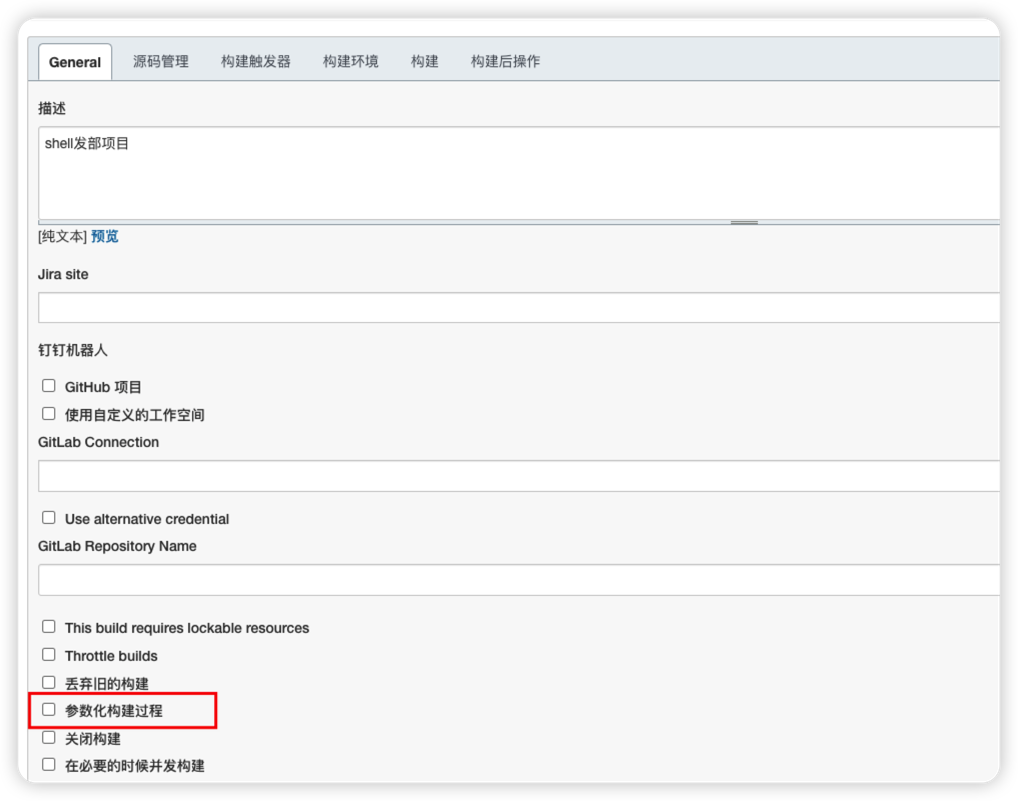 General 源码管理 构建触发器 构建环境 构建 构建后操作
描述
shell发部项目
[纯文本] 预览
Jira site
钉钉机器人
GitHub 项目
使用自定义的工作空间
GitLab Connection
Use alternative credential
GitLab Repository Name
This build requires lockable resources
Throttle builds
丢弃旧的构建
参数化构建过程
关闭构建
在必要的时候并发构建